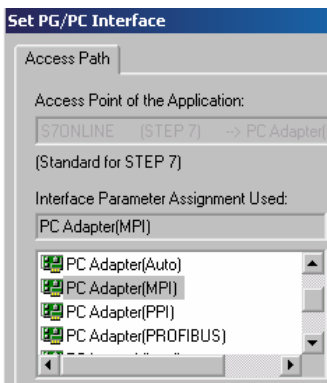 Set PG/PC Interface
Access Path
Access Point of the Application:
S7ONLINE (STEP 7) --> PC Adapter(
(Standard for STEP 7)
Interface Parameter Assignment Used:
PC Adapter(MPI)
PC Adapter(Auto)
PC Adapter(MPI)
PC Adapter(PPI)
PC Adapter(PROFIBUS)